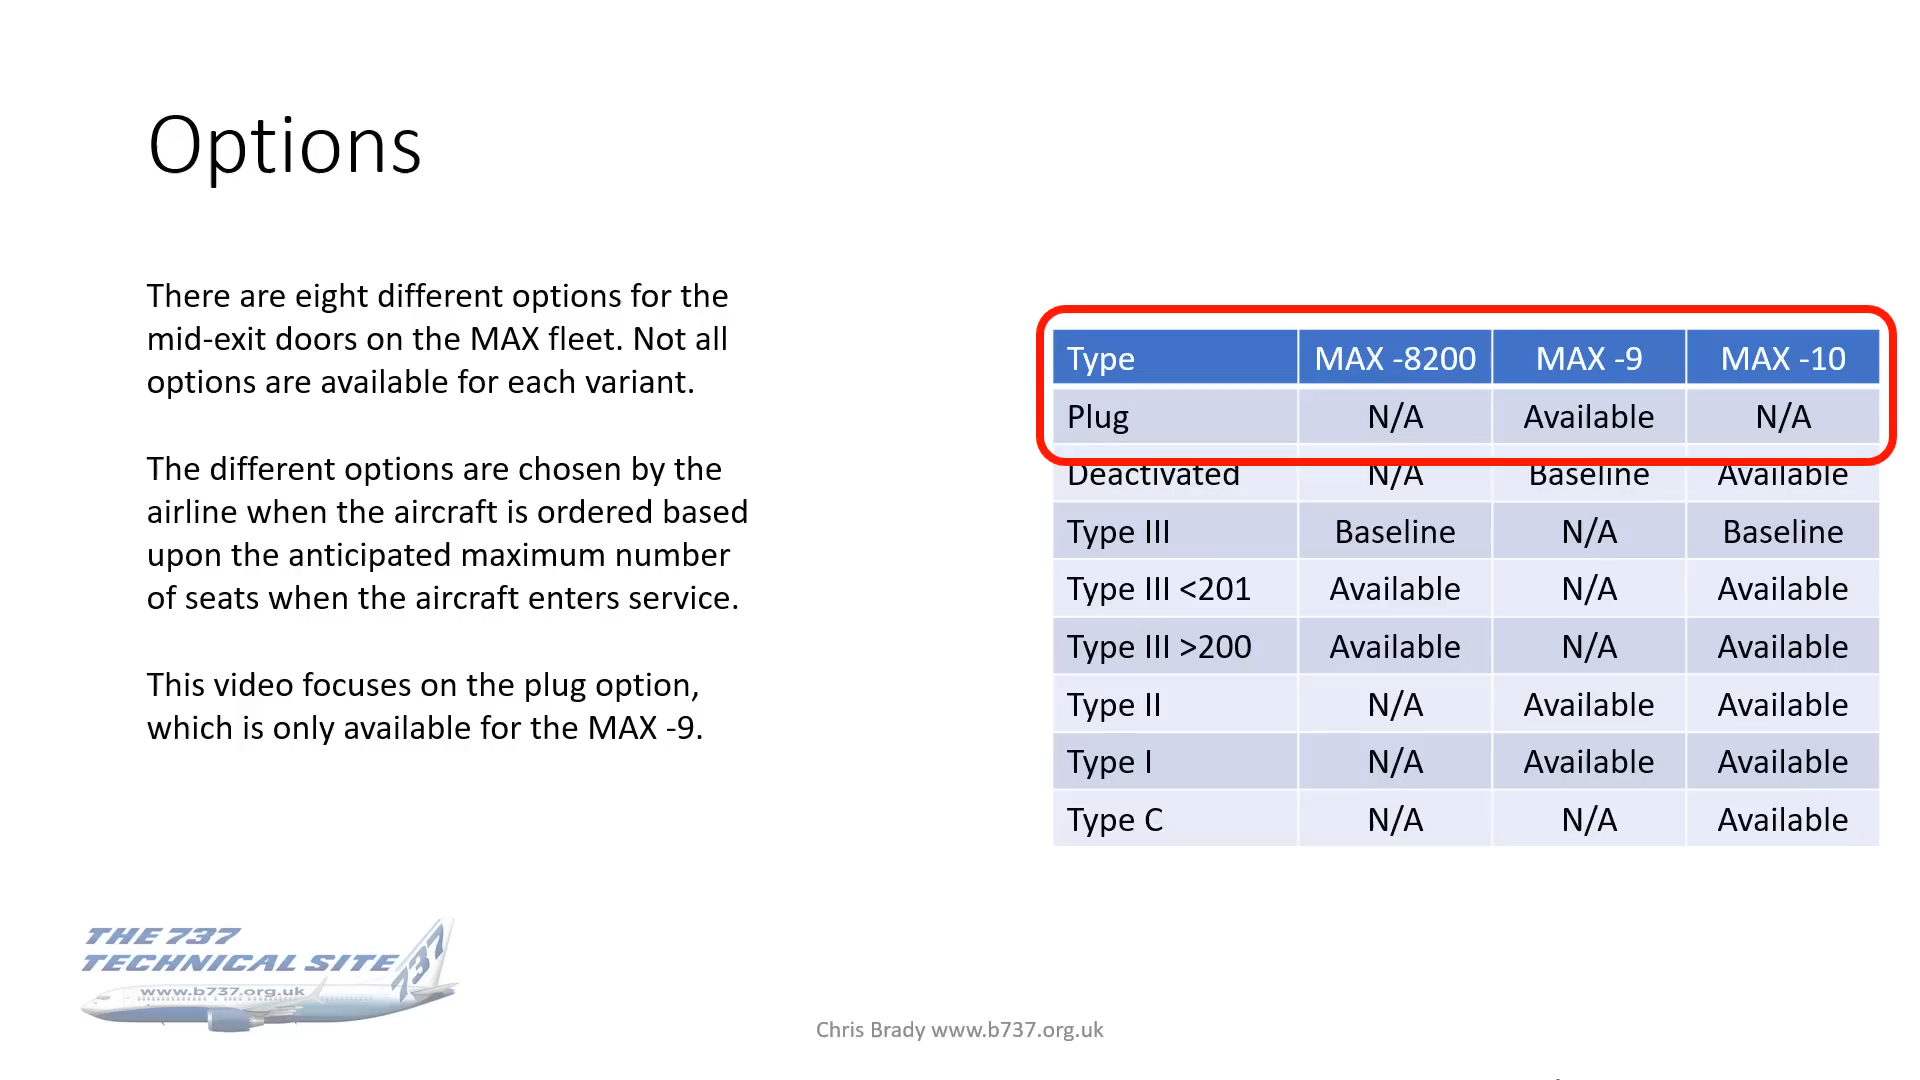 Options
There are eight different options for the
mid-exit doors on the MAX fleet. Not all
options are available for each variant.
The different options are chosen by the
airline when the aircraft is ordered based
upon the anticipated maximum number
of seats when the aircraft enters service.
This video focuses on the plug option,
which is only available for the MAX -9.
Type MAX -8200 MAX -9 MAX -10
Plug N/A Available N/A
Deactivated N/A Baseline Available
Type III Baseline N/A Baseline
Type III <201 Available N/A Available
Type III >200 Available N/A Available
Type II N/A Available Available
Type I N/A Available Available
Type C N/A N/A Available
THE 737
TECHNICAL SITE
737
www.b737.org.uk
Chris Brady www.b737.org.uk